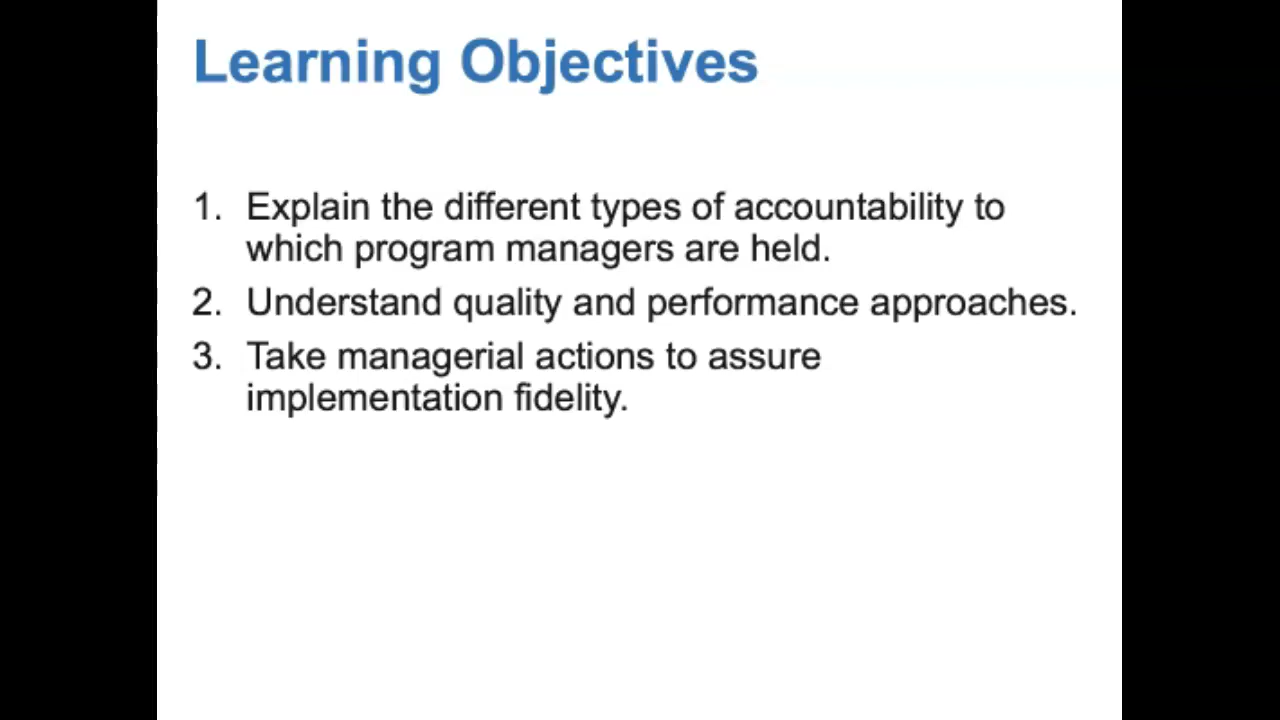 Learning Objectives
1. Explain the different types of accountability to
which program managers are held.
2. Understand quality and performance approaches.
3. Take managerial actions to assure
implementation fidelity.